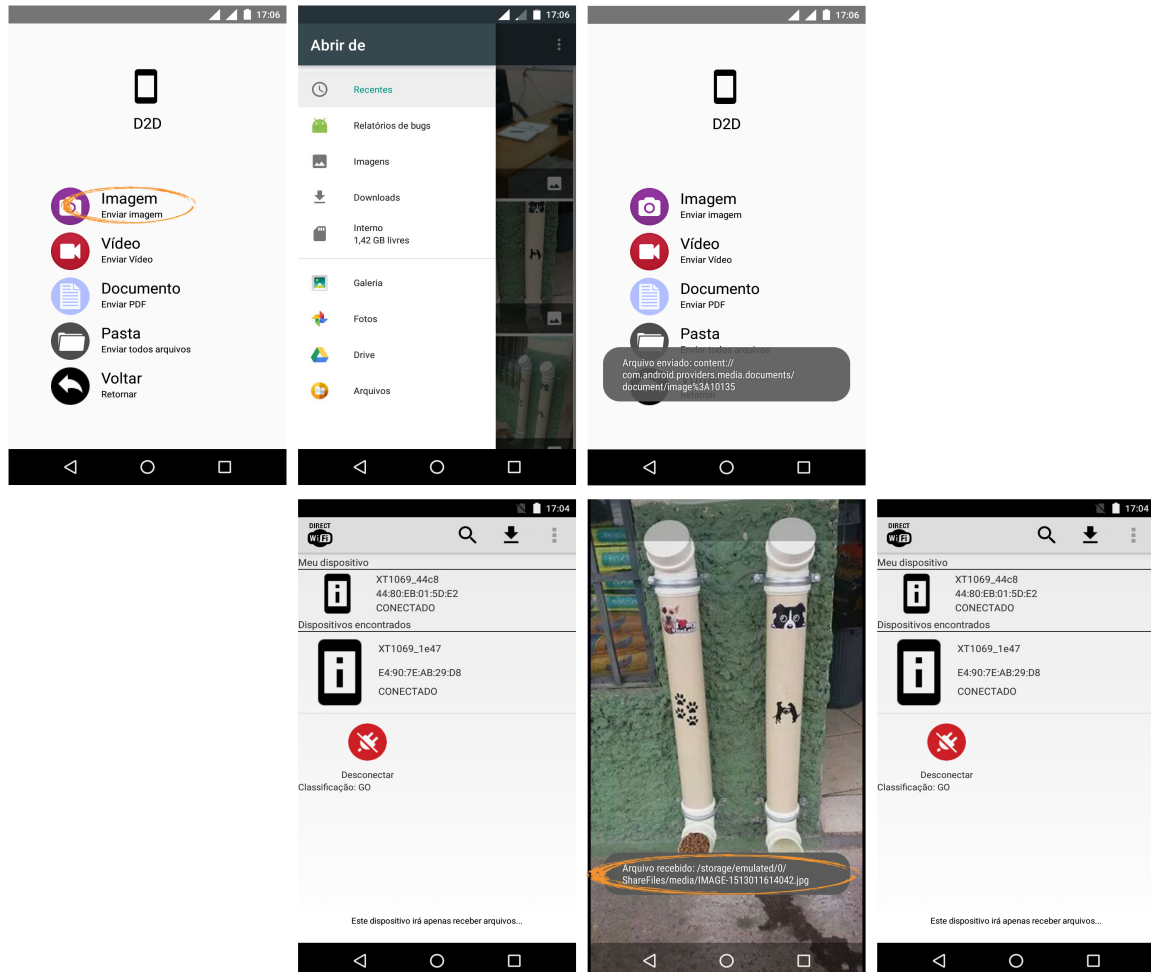 17:06
D2D
Imagem
Enviar imagem
Vídeo
Enviar Vídeo
Documento
Enviar PDF
Pasta
Enviar todos arquivos
Voltar
Retornar
17:06
Abrir de
Recentes
Relatórios de bugs
Imagens
Downloads
Interno
1,42 GB livres
Galeria
Fotos
Drive
Arquivos
17:06
D2D
Imagem
Enviar imagem
Vídeo
Enviar Vídeo
Documento
Enviar PDF
Pasta
Enviar todos arquivos
Arquivo enviado: content://
com.android.providers.media.documents/
document/image%3A10135
Retornar
17:04
DIRECT
WiFi
Meu dispositivo
XT1069_44c8
44:80:EB:01:5D:E2
CONECTADO
Dispositivos encontrados
XT1069_1e47
E4:90:7E:AB:29:D8
CONECTADO
Desconectar
Classificação: GO
Este dispositivo irá apenas receber arquivos...
Arquivo recebido: /storage/emulated/0/
ShareFiles/media/IMAGE-1513011614042.jpg
17:04
DIRECT
WiFi
Meu dispositivo
XT1069_44c8
44:80:EB:01:5D:E2
CONECTADO
Dispositivos encontrados
XT1069_1e47
E4:90:7E:AB:29:D8
CONECTADO
Desconectar
Classificação: GO
Este dispositivo irá apenas receber arquivos...